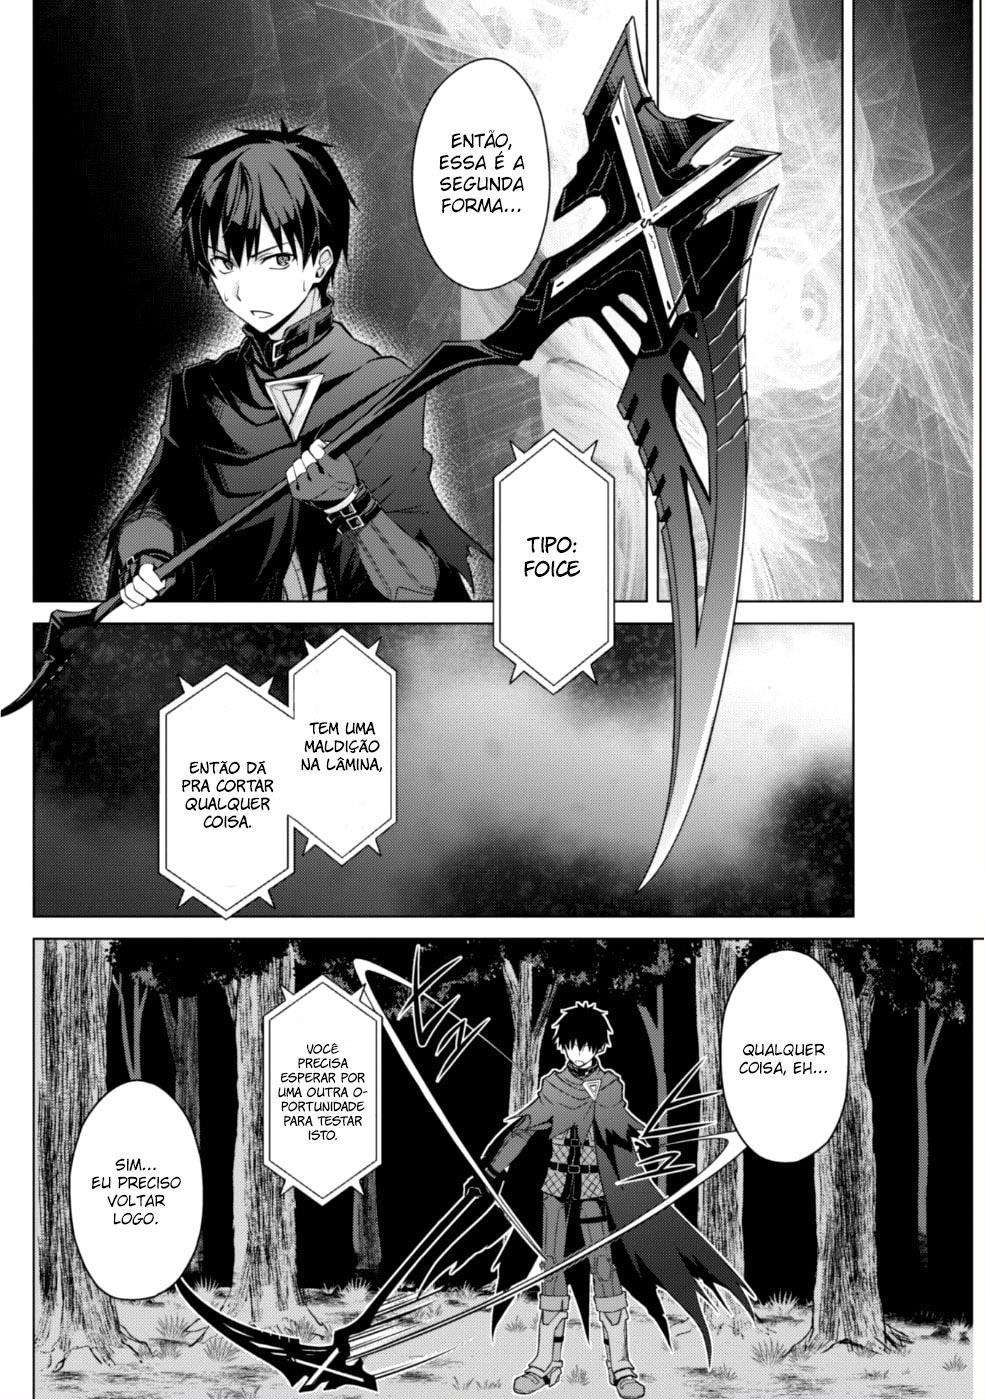 ENTÃO,
ESSA É A
SEGUNDA
FORMA...
TIPO:
FOICE
TEM UMA
MALDIÇÃO
NA LÂMINA,
ENTÃO DÁ
PRA CORTAR
QUALQUER
COISA.
QUALQUER
COISA, EH...
VOCÊ
PRECISA
ESPERAR POR
UMA OUTRA O-
PORTUNIDADE
PARA TESTAR
ISTO.
SIM...
EU PRECISO
VOLTAR
LOGO.